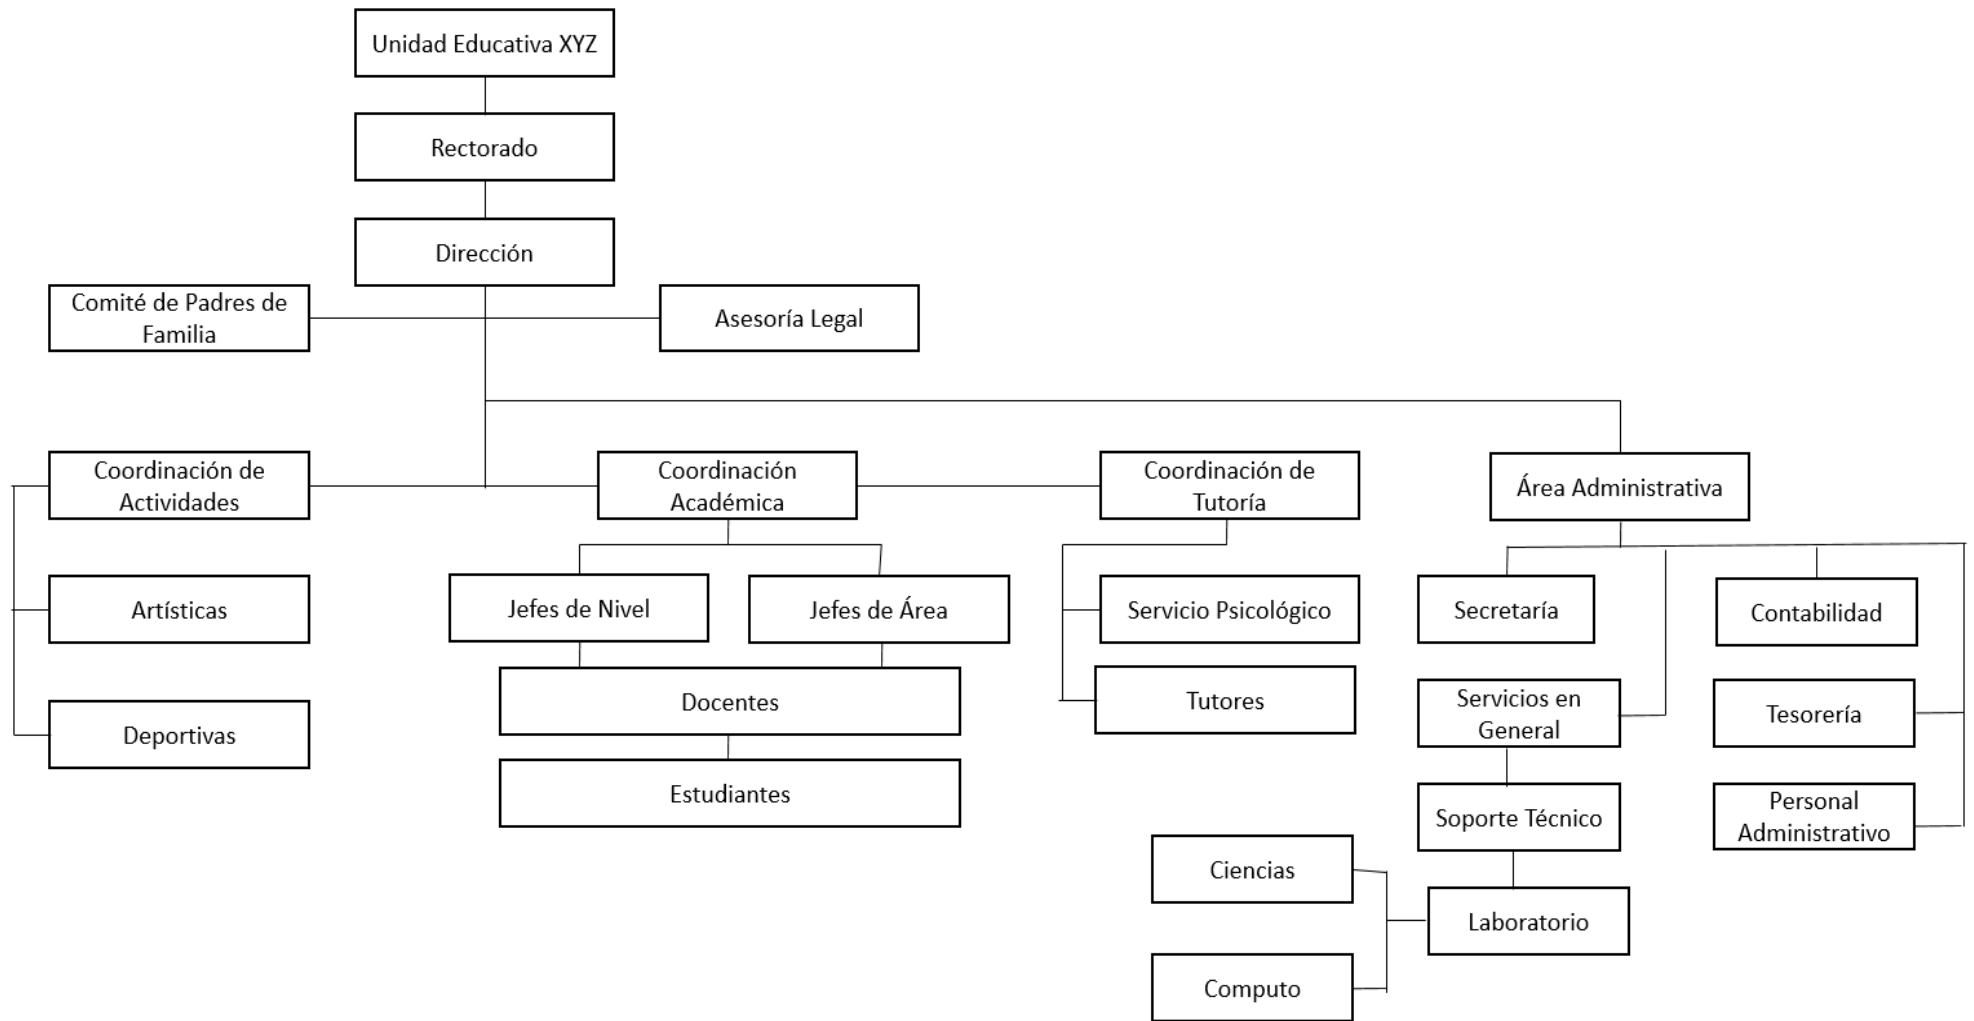 Unidad Educativa XYZ
Rectorado
Dirección
Comité de Padres de
Familia
Asesoría Legal
Coordinación de
Actividades
Coordinación
Académica
Coordinación de
Tutoría
Área Administrativa
Artísticas
Jefes de Nivel
Jefes de Área
Servicio Psicológico
Secretaría
Contabilidad
Deportivas
Docentes
Tutores
Servicios en
General
Tesorería
Estudiantes
Soporte Técnico
Personal
Administrativo
Ciencias
Laboratorio
Computo